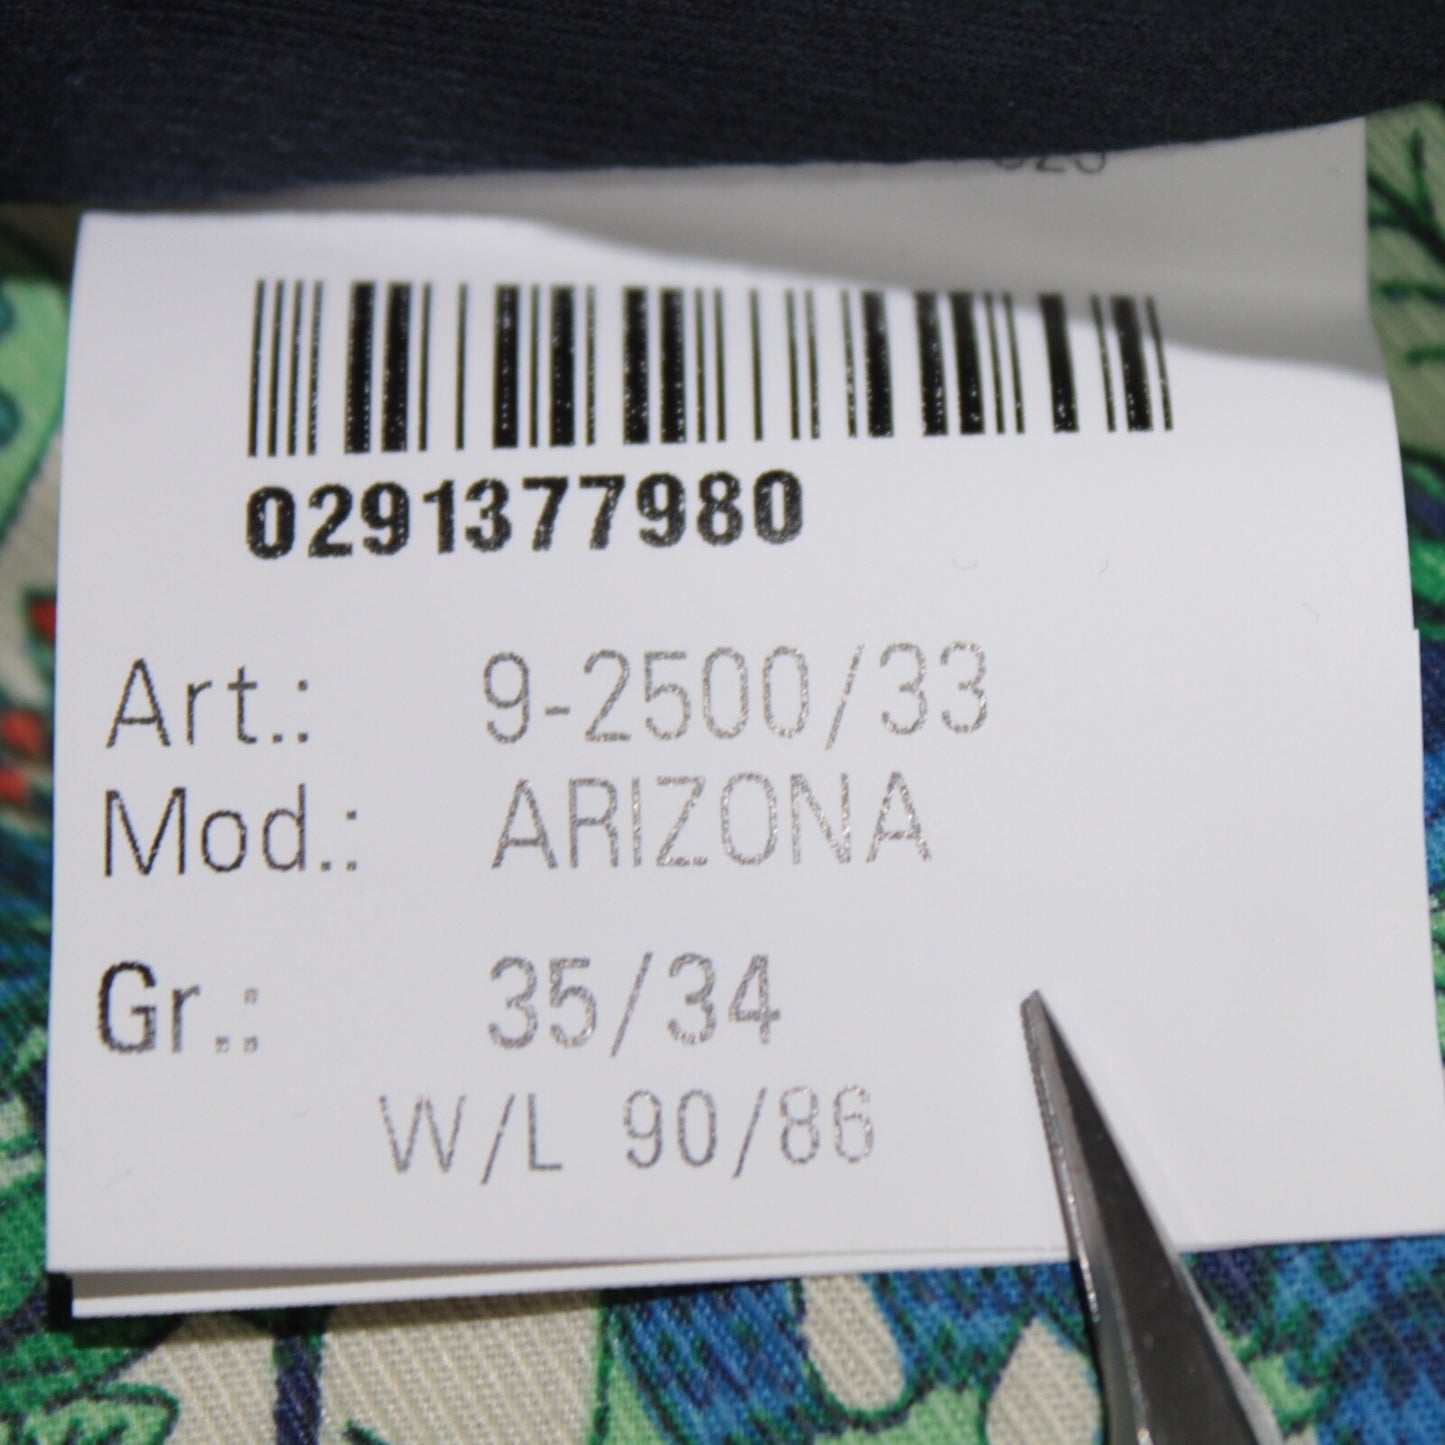 0291377980
Art.: 9-2500/33
Mod.: ARIZONA
Gr.: 35/34
W/L 90/86